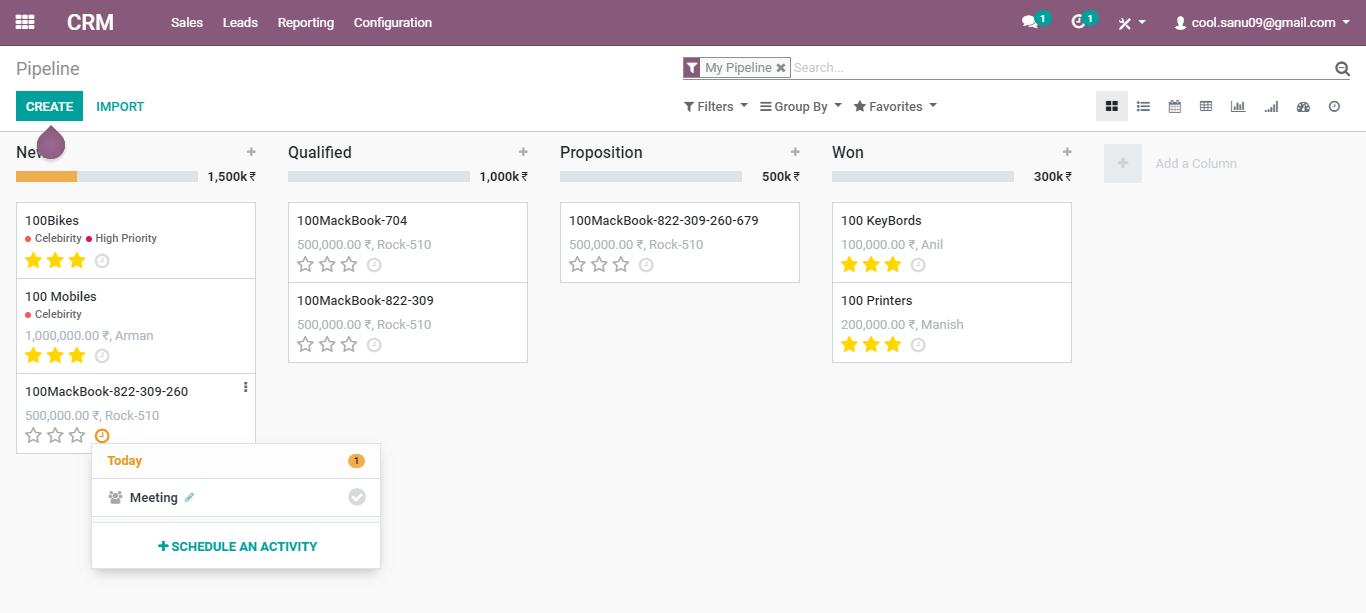 CRM Sales Leads Reporting Configuration 1 1 cool.sanu09@gmail.com
Pipeline My Pipeline Search...
CREATE IMPORT Filters Group By Favorites
New
1,500k ₹
100Bikes
Celebirity High Priority
100 Mobiles
Celebirity
1,000,000.00 ₹, Arman
100MackBook-822-309-260
500,000.00 ₹, Rock-510
Today 1
Meeting
SCHEDULE AN ACTIVITY
Qualified
1,000k ₹
100MackBook-704
500,000.00 ₹, Rock-510
100MackBook-822-309
500,000.00 ₹, Rock-510
Proposition
500k ₹
100MackBook-822-309-260-679
500,000.00 ₹, Rock-510
Won
300k ₹
100 KeyBords
100,000.00 ₹, Anil
100 Printers
200,000.00 ₹, Manish
Add a Column